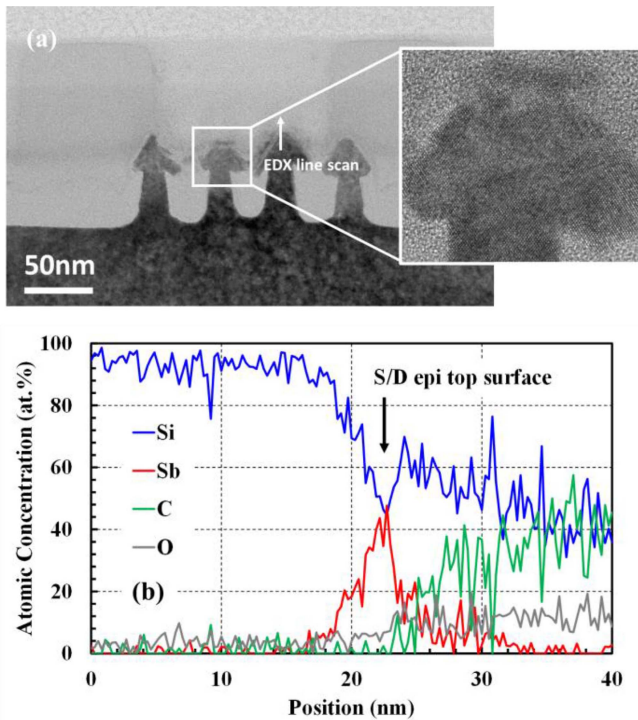 (a)
EDX line scan
50nm
Atomic Concentration (at.%)
100
80
60
40
20
0
S/D epi top surface
Si
Sb
C
O
(b)
0
10
20
30
40
Position (nm)